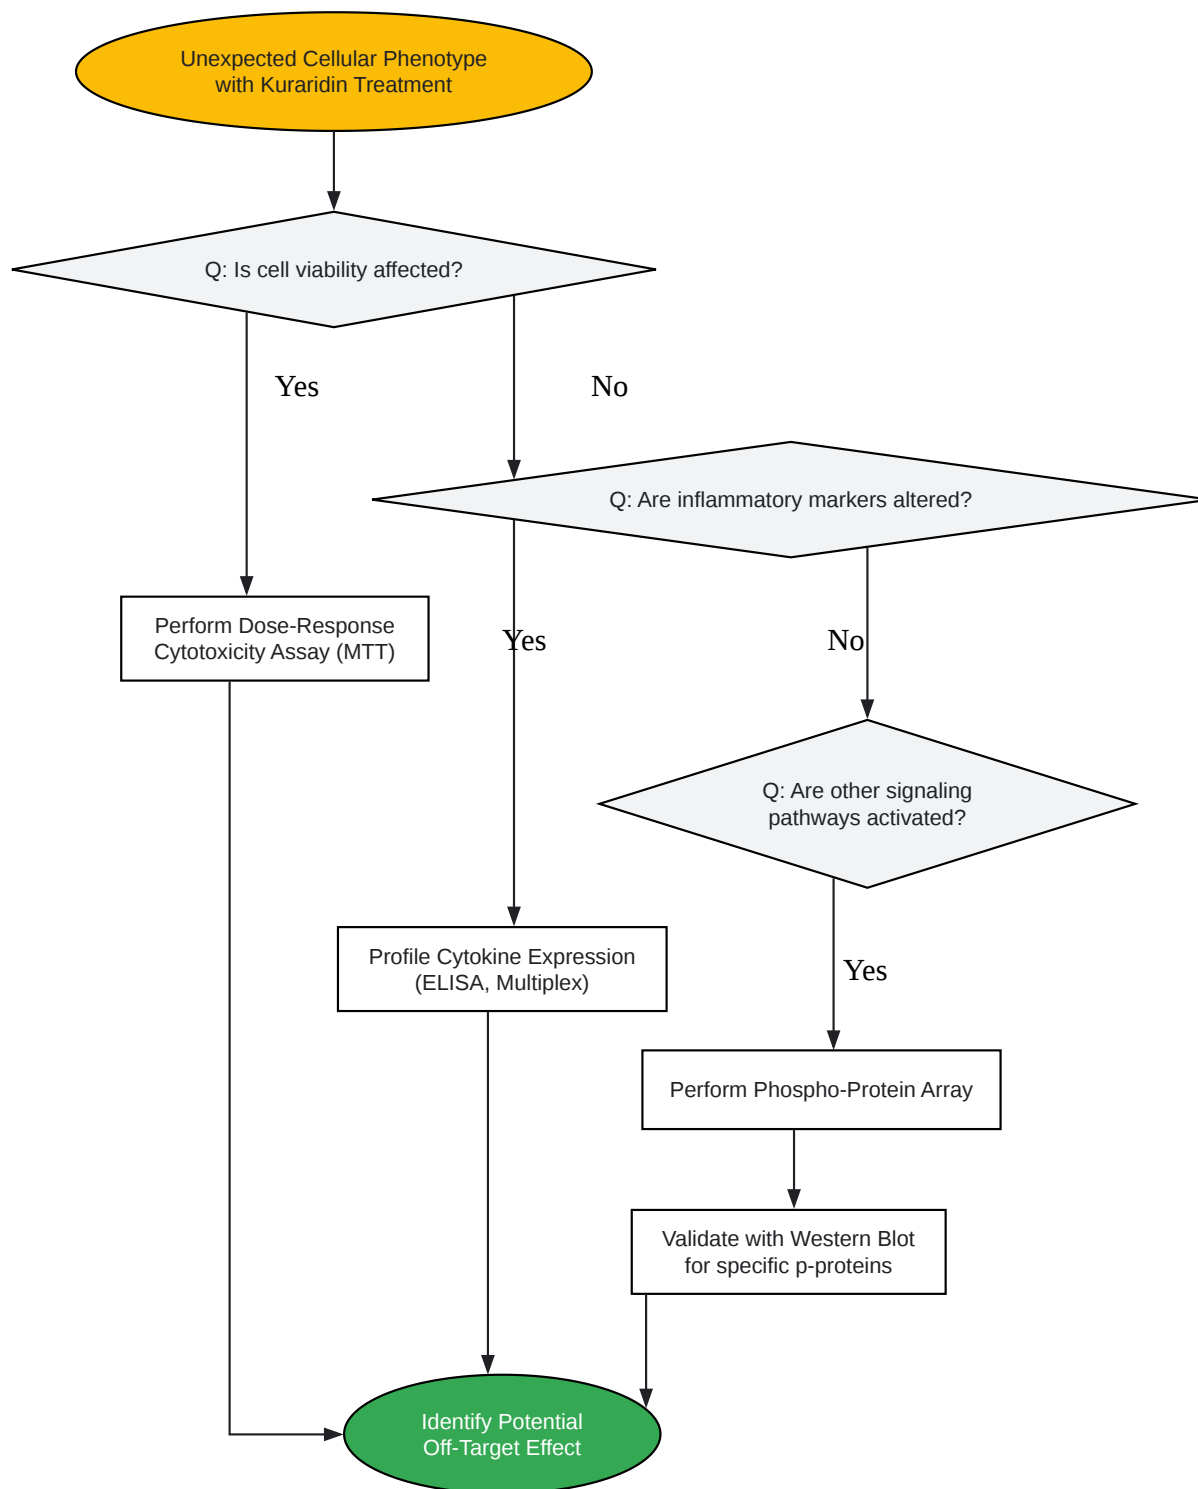 Unexpected Cellular Phenotype
with Kuraridin Treatment
Q: Is cell viability affected?
Yes
No
Q: Are inflammatory markers altered?
Perform Dose-Response
Cytotoxicity Assay (MTT)
Yes
No
Q: Are other signaling
pathways activated?
Profile Cytokine Expression
(ELISA, Multiplex)
Yes
Perform Phospho-Protein Array
Validate with Western Blot
for specific p-proteins
Identify Potential
Off-Target Effect